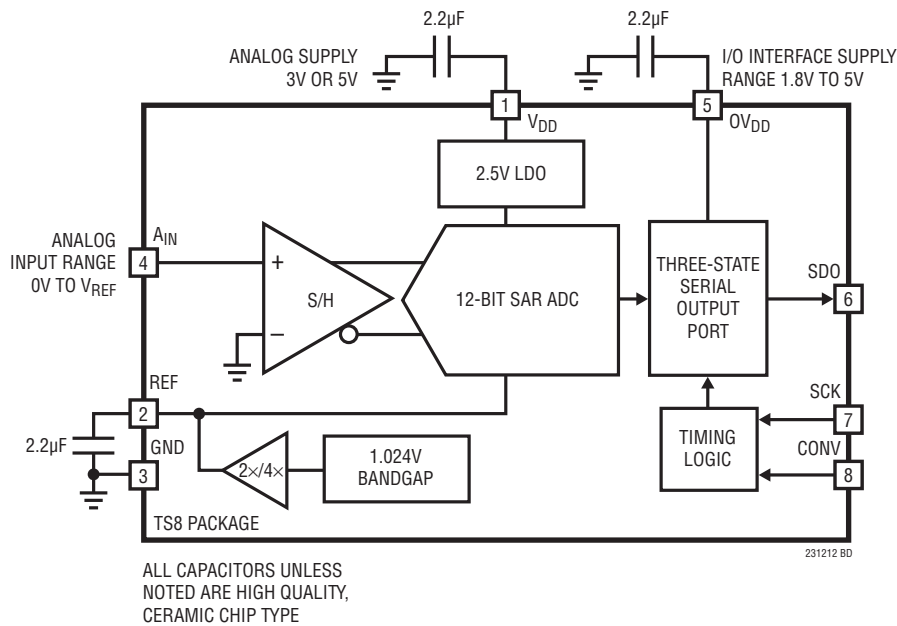 2.2µF
2.2µF
ANALOG SUPPLY
3V OR 5V
I/O INTERFACE SUPPLY
RANGE 1.8V TO 5V
1
VDD
5
OVDD
2.5V LDO
ANALOG
INPUT RANGE
0V TO VREF
AIN
4
+
S/H
–
12-BIT SAR ADC
THREE-STATE
SERIAL
OUTPUT
PORT
SDO
6
REF
2
2.2µF
GND
3
2×/4×
1.024V
BANDGAP
TIMING
LOGIC
SCK
7
CONV
8
TS8 PACKAGE
231212 BD
ALL CAPACITORS UNLESS
NOTED ARE HIGH QUALITY,
CERAMIC CHIP TYPE